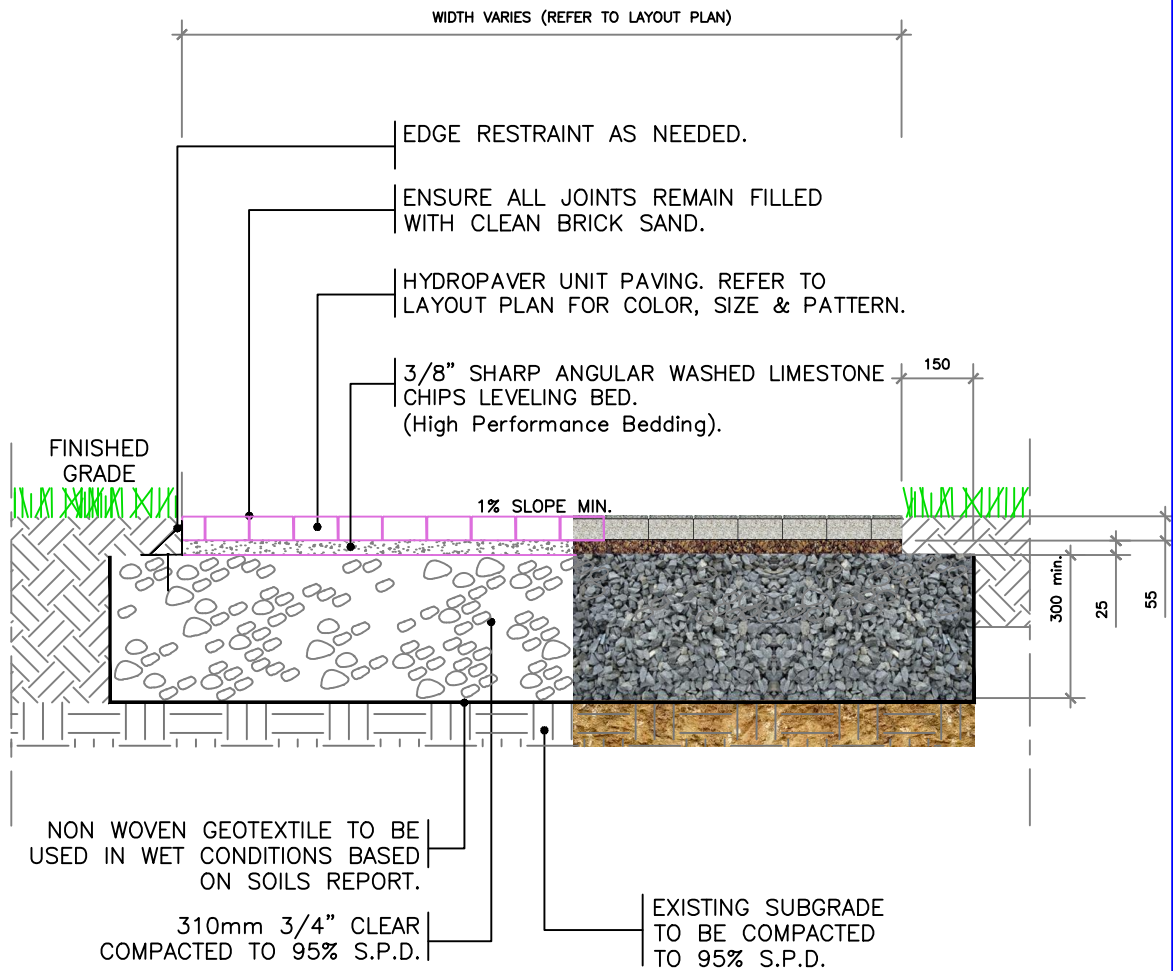 WIDTH VARIES (REFER TO LAYOUT PLAN)
EDGE RESTRAINT AS NEEDED.
ENSURE ALL JOINTS REMAIN FILLED
WITH CLEAN BRICK SAND.
HYDROPAVER UNIT PAVING. REFER TO
LAYOUT PLAN FOR COLOR, SIZE & PATTERN.
3/8" SHARP ANGULAR WASHED LIMESTONE
CHIPS LEVELING BED.
(High Performance Bedding).
150
FINISHED
GRADE
1% SLOPE MIN.
300 min.
25
55
NON WOVEN GEOTEXTILE TO BE
USED IN WET CONDITIONS BASED
ON SOILS REPORT.
310mm 3/4" CLEAR
COMPACTED TO 95% S.P.D.
EXISTING SUBGRADE
TO BE COMPACTED
TO 95% S.P.D.